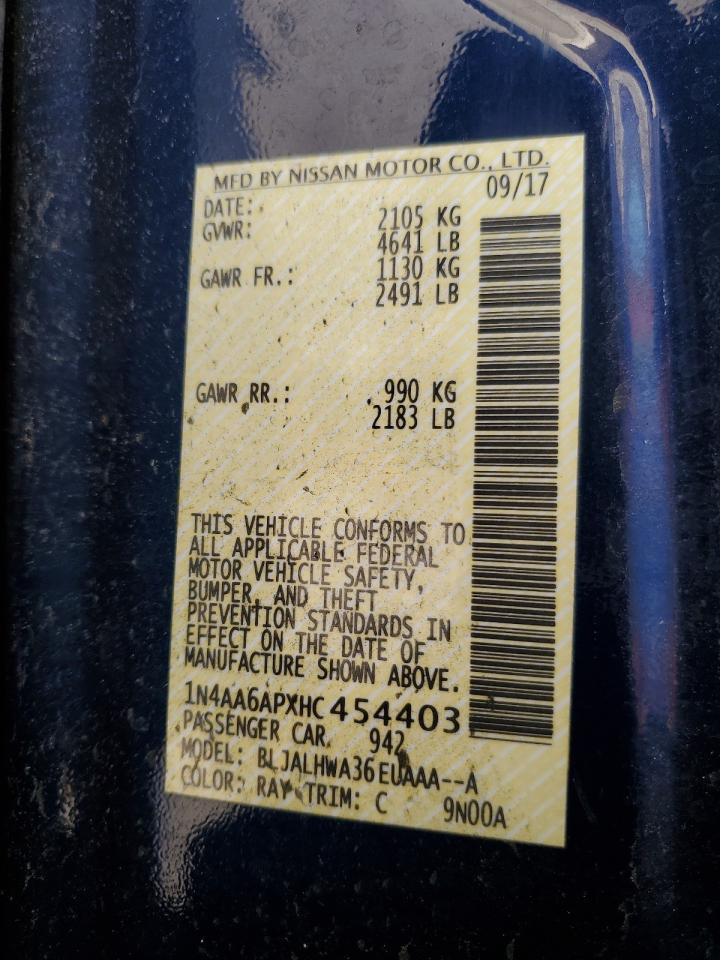 MFD BY NISSAN MOTOR CO., LTD.
DATE: 09/17
GVWR: 2105 KG
4641 LB
GAWR FR.: 1130 KG
2491 LB
GAWR RR.: 990 KG
2183 LB
THIS VEHICLE CONFORMS TO
ALL APPLICABLE FEDERAL
MOTOR VEHICLE SAFETY,
BUMPER, AND THEFT
PREVENTION STANDARDS IN
EFFECT ON THE DATE OF
MANUFACTURE SHOWN ABOVE.
1N4AA6APXHC454403
PASSENGER CAR 942
MODEL: BLJALHWA36EUAAA--A
COLOR: RAY TRIM: C 9N00A